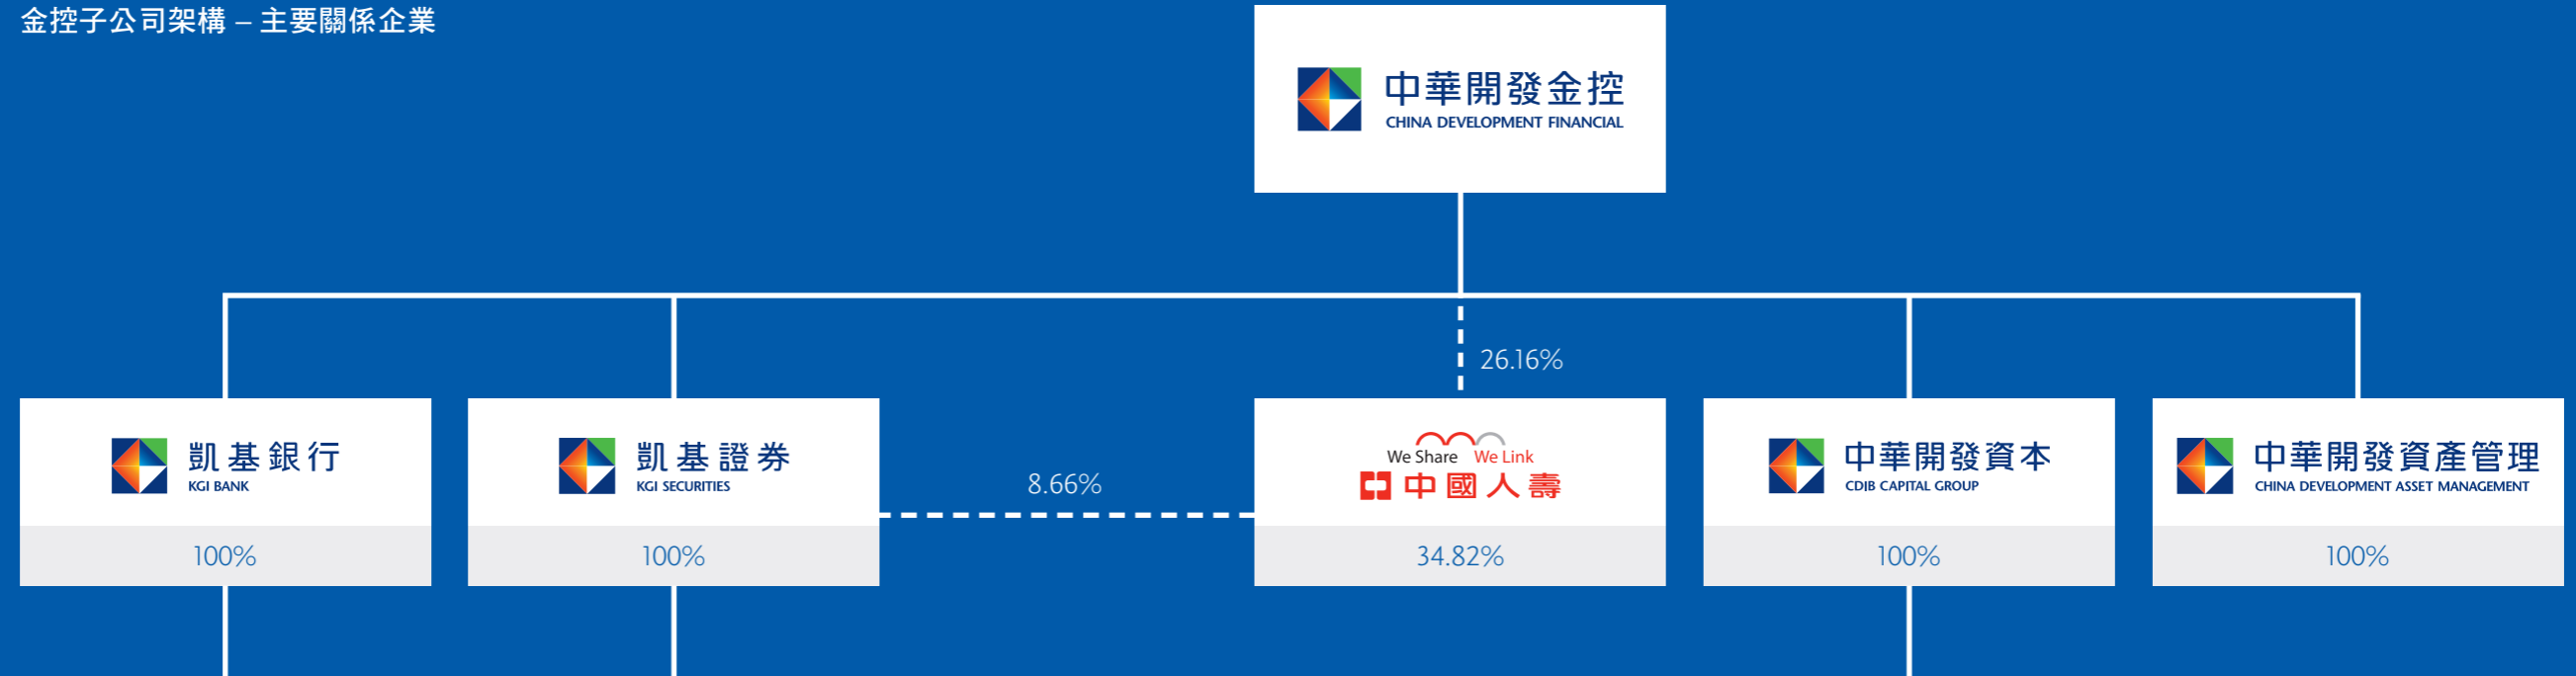 金控子公司架構 – 主要關係企業
中華開發金控
CHINA DEVELOPMENT FINANCIAL
26.16%
凱基銀行
KGI BANK
100%
凱基證券
KGI SECURITIES
100%
8.66%
We Share We Link
中國人壽
34.82%
中華開發資本
CDIB CAPITAL GROUP
100%
中華開發資產管理
CHINA DEVELOPMENT ASSET MANAGEMENT
100%